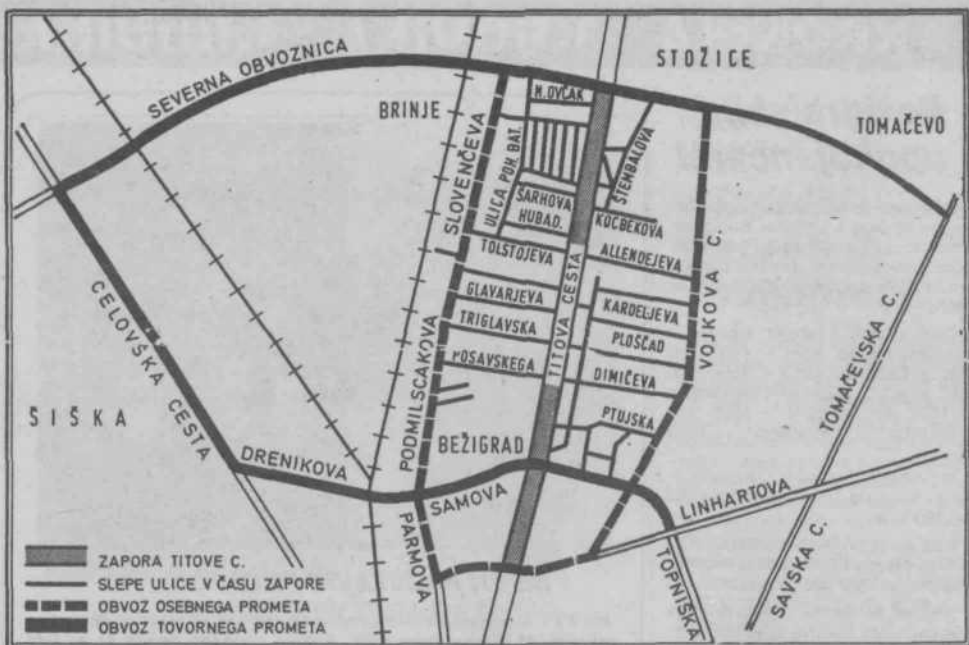 STOŽICE
SEVERNA OBVOZNICA
M. OVČAK
BRINJE
TOMAČEVO
ŠTEMBALOVA
ULICA POH. BAT.
SLOVENČEVA
ŠARHOVA
HUBAD.
KOCBEKOVA
TOLSTOJEVA
ALLENDEJEVA
VOJKOVA C.
TITOVA CESTA
GLAVARJEVA
KARDELJEVA
TRIGLAVSKA
PLOŠČAD
CELOVŠKA CESTA
POSAVSKEGA
DIMIČEVA
TOMAČEVSKA C.
ŠIŠKA
PODMILŠČAKOVA
PTUJSKA
BEŽIGRAD
DRENIKOVA
SAMOVA
LINHARTOVA
PARMOVA
TOPNIŠKA
SAVSKA C.
ZAPORA TITOVE C.
SLEPE ULICE V ČASU ZAPORE
OBVOZ OSEBNEGA PROMETA
OBVOZ TOVORNEGA PROMETA